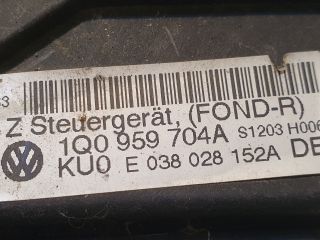 Z Steuergerät, (FOND-R)
1Q0 959 704A S1203 H006
KU0 E 038 028 152A DE